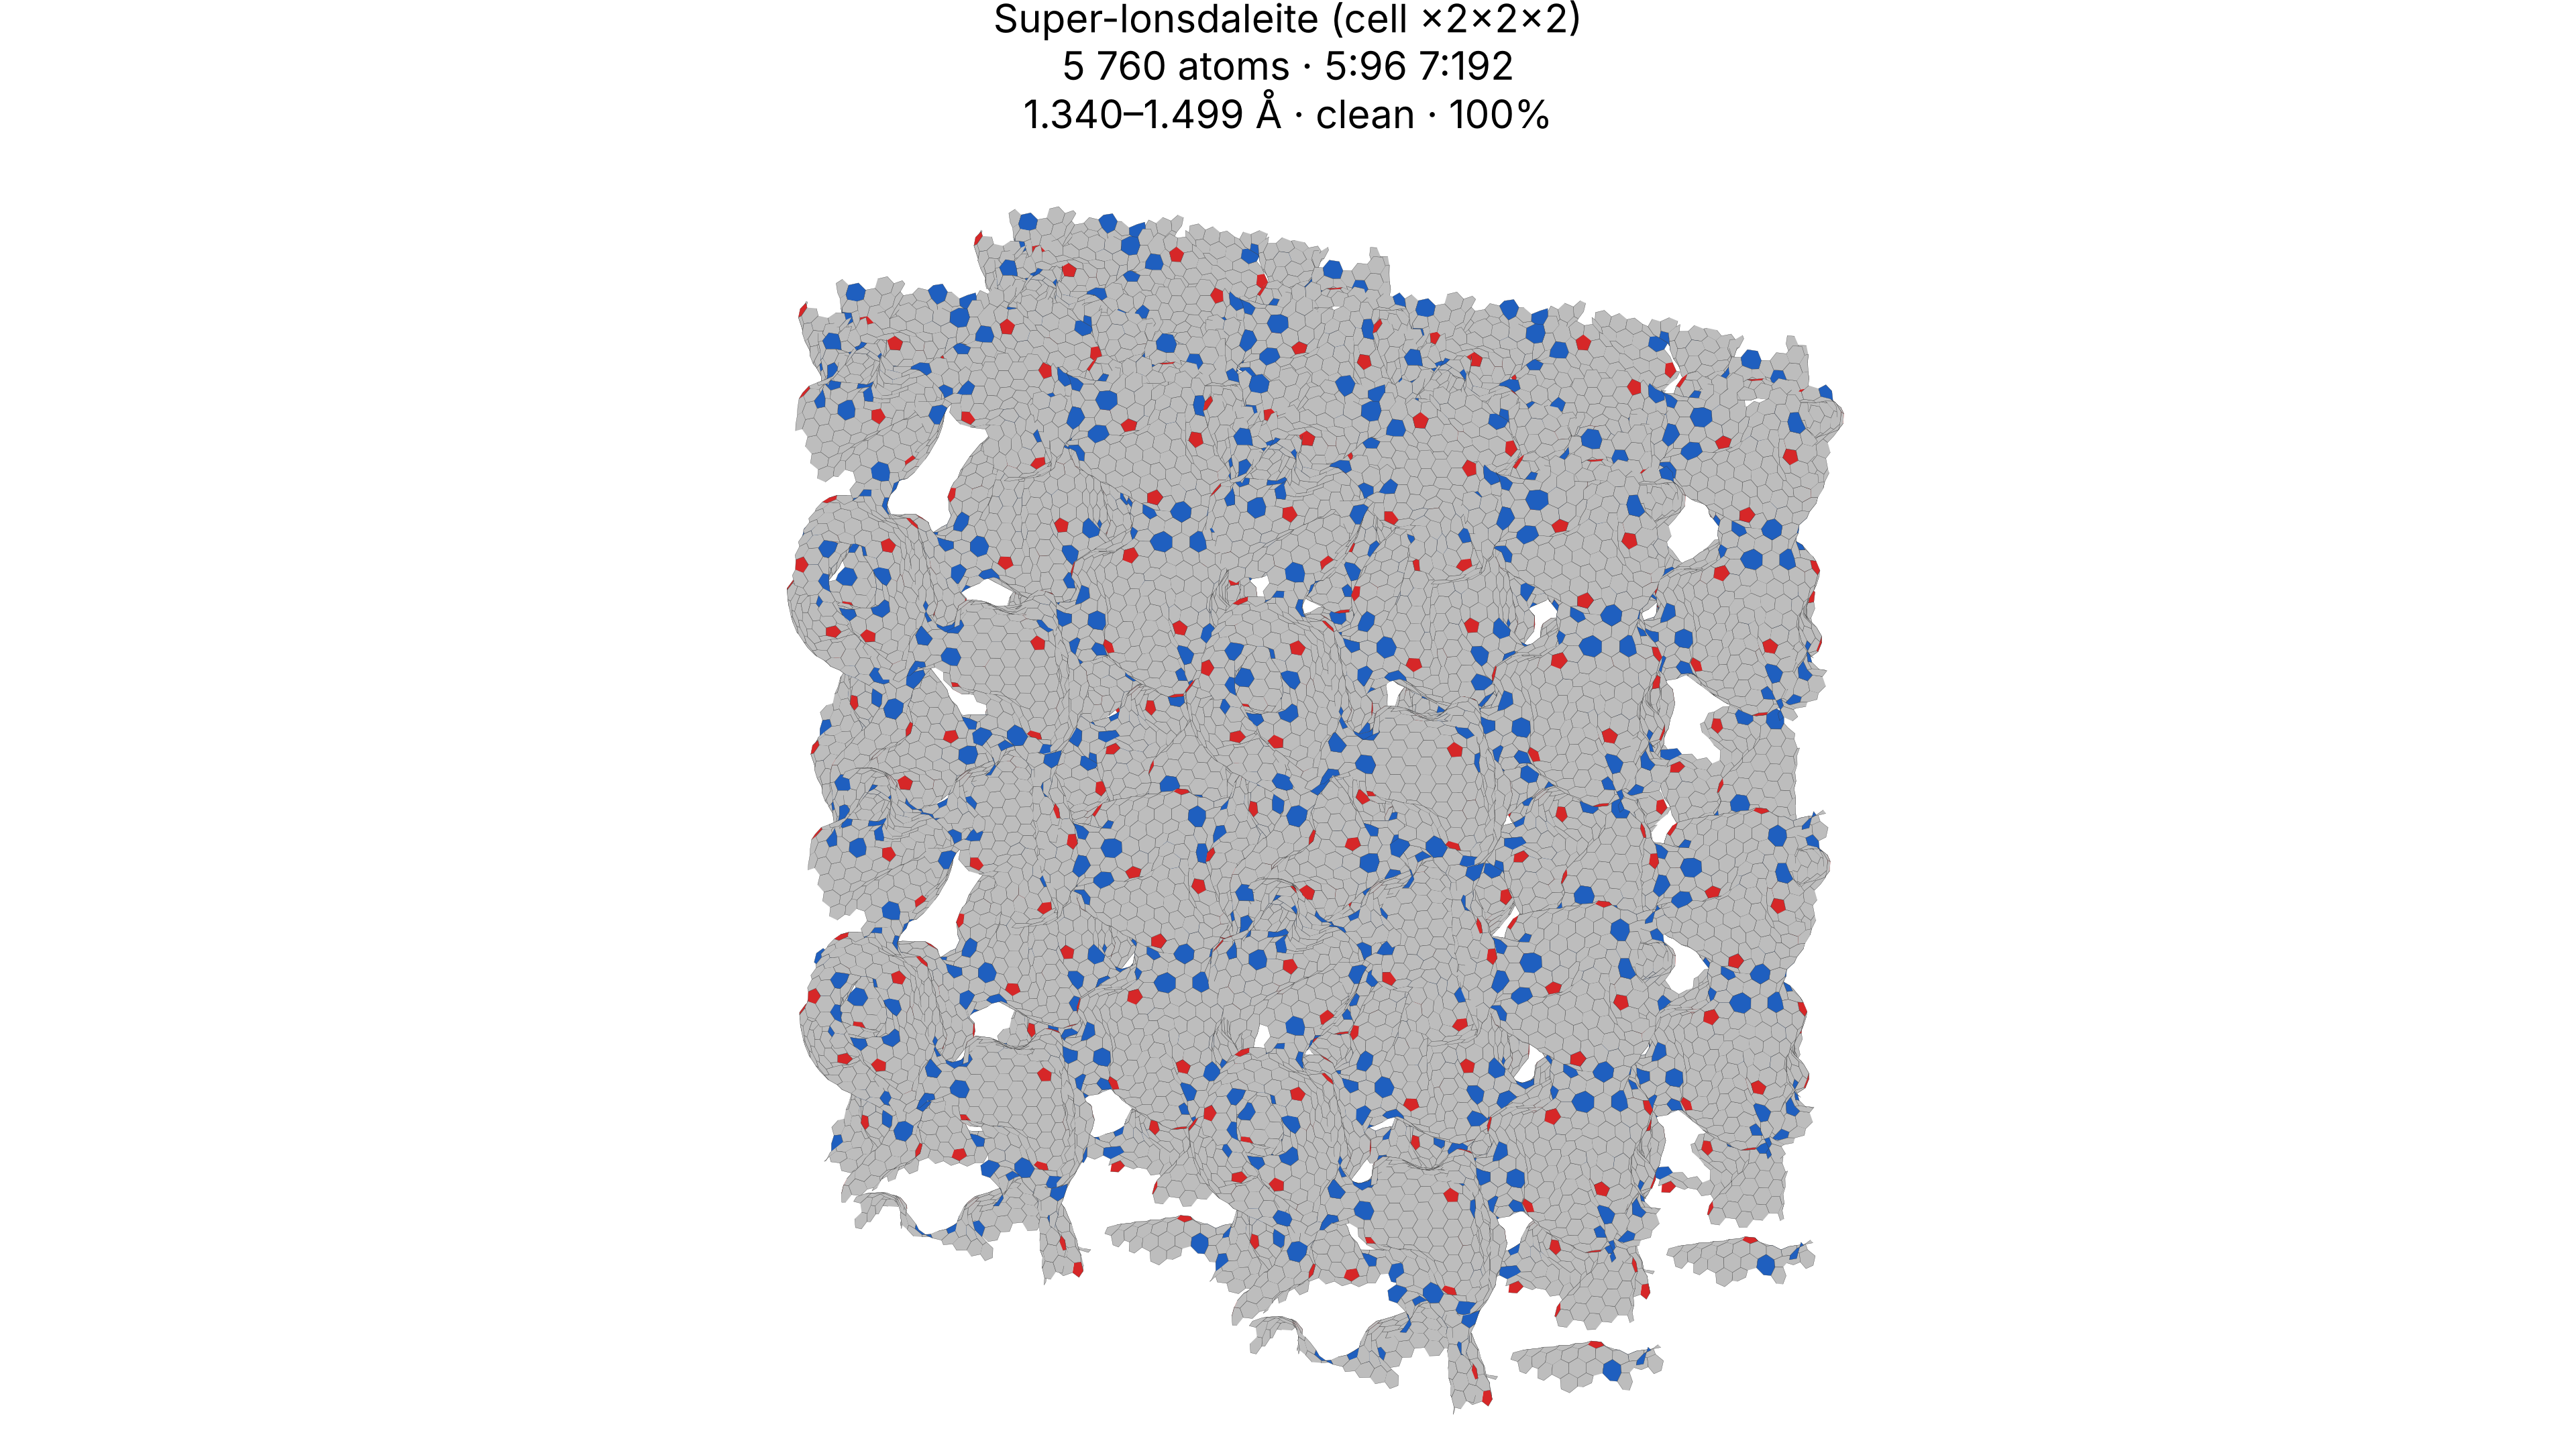 Super-lonsdaleite (cell ×2×2×2)
5 760 atoms · 5:96 7:192
1.340–1.499 Å · clean · 100%